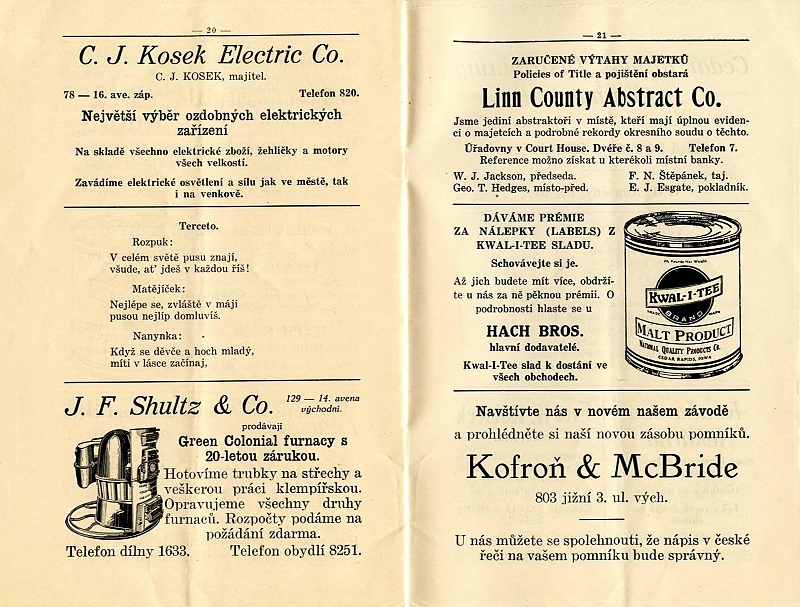 — 20 —
C. J. Kosek Electric Co.
C. J. KOSEK, majitel.
78 — 16. ave. záp. Telefon 820.
Největší výběr ozdobných elektrických
zařízení
Na skladě všechno elektrické zboží, žehličky a motory
všech velkostí.
Zavádíme elektrické osvětlení a sílu jak ve městě, tak
i na venkově.
Terceto.
Rozpuk:
V celém světě pusu znají,
všude, ať jdeš v každou říš!
Matějíček:
Nejlépe se, zvláště v máji
pusou nejlíp domluvíš.
Nanynka:
Když se děvče a hoch mladý,
míti v lásce začínaj,
J. F. Shultz & Co.
129 — 14. avena
východní.
prodávají
Green Colonial furnacy s
20-letou zárukou.
Hotovíme trubky na střechy a
veškerou práci klempířskou.
Opravujeme všechny druhy
furnaců. Rozpočty podáme na
požádání zdarma.
Telefon dílny 1633. Telefon obydlí 8251.
— 21 —
ZARUČENÉ VÝTAHY MAJETKŮ
Policies of Title a pojištění obstará
Linn County Abstract Co.
Jsme jediní abstraktoři v místě, kteří mají úplnou eviden-
ci o majetcích a podrobné rekordy okresního soudu o těchto.
Úřadovny v Court House. Dvéře č. 8 a 9. Telefon 7.
Reference možno získat u kterékoli místní banky.
W. J. Jackson, předseda. F. N. Štěpánek, taj.
Geo. T. Hedges, místo-před. E. J. Esgate, pokladník.
DÁVÁME PRÉMIE
ZA NÁLEPKY (LABELS) Z
KWAL-I-TEE SLADU.
Schovávejte si je.
Až jich budete mít více, obdrží-
te u nás za ně pěknou prémii. O
podrobnosti hlaste se u
HACH BROS.
hlavní dodavatelé.
Kwal-I-Tee slad k dostání ve
všech obchodech.
KWAL-I-TEE
TRADE MARK
BRAND
MALT PRODUCT
NATIONAL QUALITY PRODUCTS CO.
CEDAR RAPIDS, IOWA
Navštívte nás v novém našem závodě
a prohlédněte si naší novou zásobu pomníků.
Kofroň & McBride
803 jižní 3. ul. vých.
U nás můžete se spolehnouti, že nápis v české
řeči na vašem pomníku bude správný.